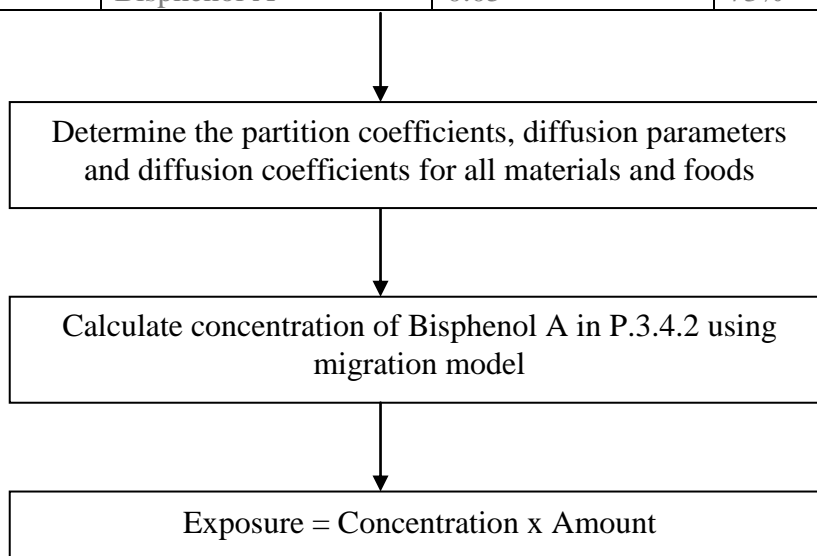 Determine the partition coefficients, diffusion parameters
and diffusion coefficients for all materials and foods
Calculate concentration of Bisphenol A in P.3.4.2 using
migration model
Exposure = Concentration x Amount